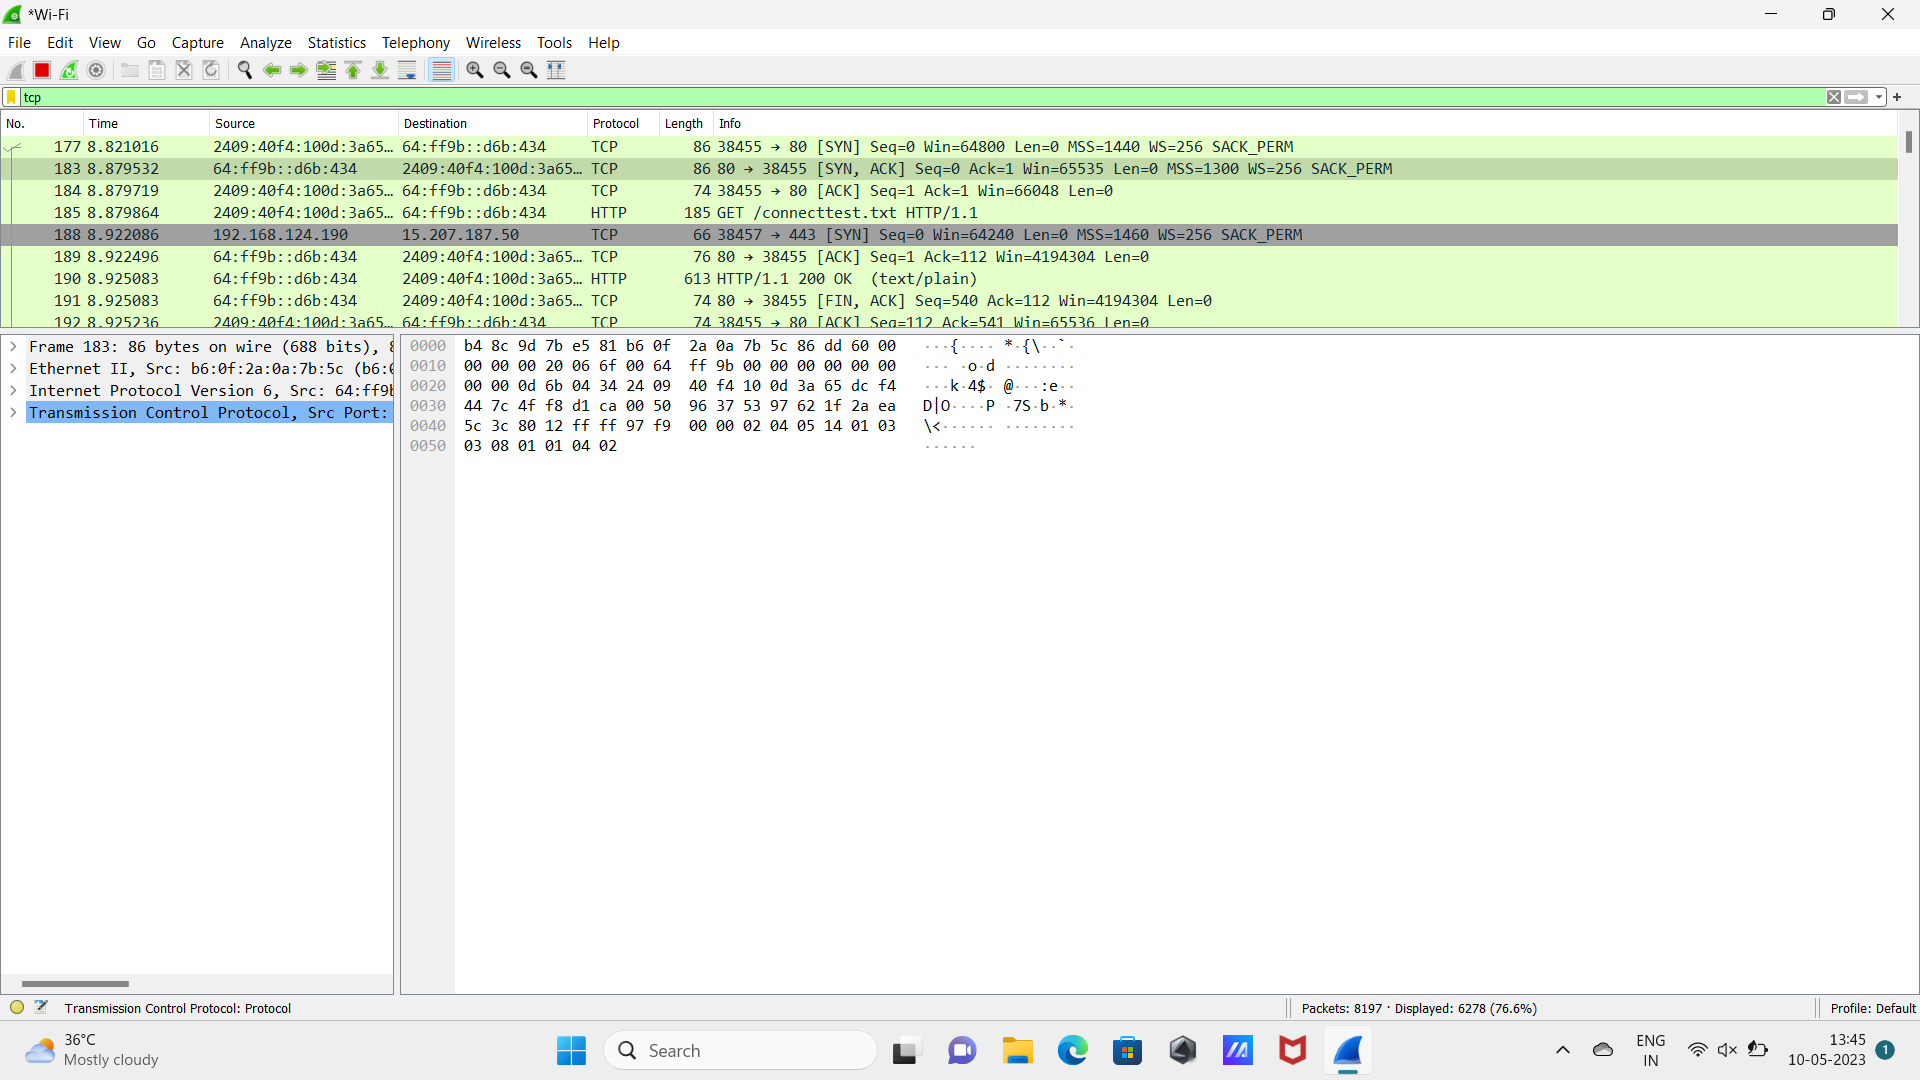 *Wi-Fi
File Edit View Go Capture Analyze Statistics Telephony Wireless Tools Help
tcp
No. Time Source Destination Protocol Length Info
177 8.821016 2409:40f4:100d:3a65… 64:ff9b::d6b:434 TCP 86 38455 → 80 [SYN] Seq=0 Win=64800 Len=0 MSS=1440 WS=256 SACK_PERM
183 8.879532 64:ff9b::d6b:434 2409:40f4:100d:3a65… TCP 86 80 → 38455 [SYN, ACK] Seq=0 Ack=1 Win=65535 Len=0 MSS=1300 WS=256 SACK_PERM
184 8.879719 2409:40f4:100d:3a65… 64:ff9b::d6b:434 TCP 74 38455 → 80 [ACK] Seq=1 Ack=1 Win=66048 Len=0
185 8.879864 2409:40f4:100d:3a65… 64:ff9b::d6b:434 HTTP 185 GET /connecttest.txt HTTP/1.1
188 8.922086 192.168.124.190 15.207.187.50 TCP 66 38457 → 443 [SYN] Seq=0 Win=64240 Len=0 MSS=1460 WS=256 SACK_PERM
189 8.922496 64:ff9b::d6b:434 2409:40f4:100d:3a65… TCP 76 80 → 38455 [ACK] Seq=1 Ack=112 Win=4194304 Len=0
190 8.925083 64:ff9b::d6b:434 2409:40f4:100d:3a65… HTTP 613 HTTP/1.1 200 OK (text/plain)
191 8.925083 64:ff9b::d6b:434 2409:40f4:100d:3a65… TCP 74 80 → 38455 [FIN, ACK] Seq=540 Ack=112 Win=4194304 Len=0
192 8.925236 2409:40f4:100d:3a65… 64:ff9b::d6b:434 TCP 74 38455 → 80 [ACK] Seq=112 Ack=541 Win=65536 Len=0
Frame 183: 86 bytes on wire (688 bits), 8
Ethernet II, Src: b6:0f:2a:0a:7b:5c (b6:0
Internet Protocol Version 6, Src: 64:ff9b
Transmission Control Protocol, Src Port:
0000 b4 8c 9d 7b e5 81 b6 0f 2a 0a 7b 5c 86 dd 60 00 ···{···· *·{\··`·
0010 00 00 00 20 06 6f 00 64 ff 9b 00 00 00 00 00 00 ··· ·o·d ········
0020 00 00 0d 6b 04 34 24 09 40 f4 10 0d 3a 65 dc f4 ···k·4$· @···:e··
0030 44 7c 4f f8 d1 ca 00 50 96 37 53 97 62 1f 2a ea D|O····P ·7S·b·*·
0040 5c 3c 80 12 ff ff 97 f9 00 00 02 04 05 14 01 03 \<······ ········
0050 03 08 01 01 04 02 ······
Transmission Control Protocol: Protocol
Packets: 8197 · Displayed: 6278 (76.6%)
Profile: Default
36°C
Mostly cloudy
Search
ENG
IN
13:45
10-05-2023
1